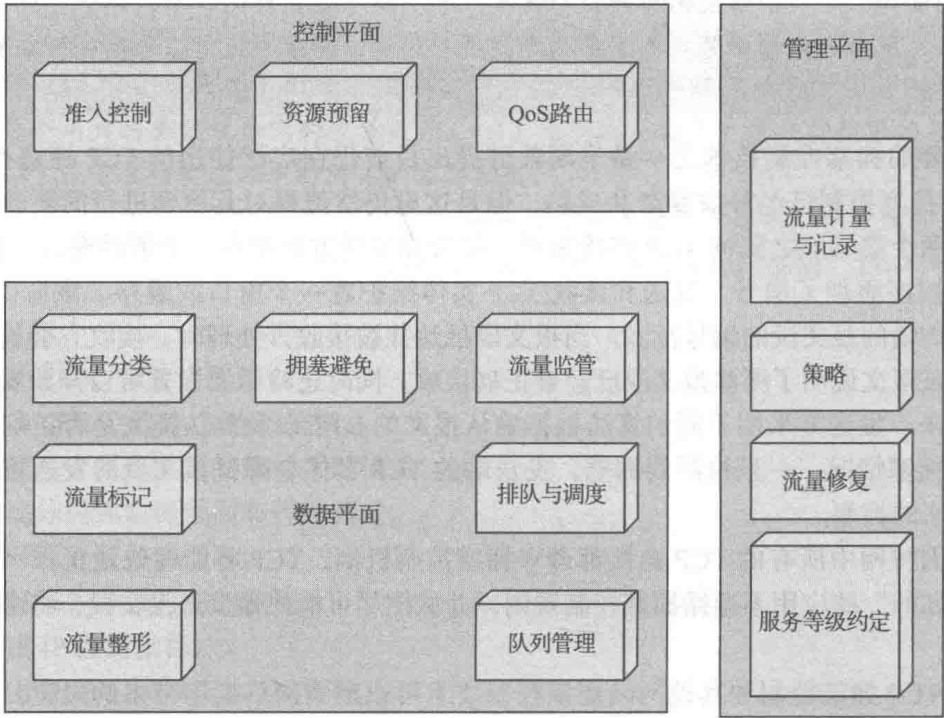 控制平面
准入控制
资源预留
QoS路由
管理平面
流量计量
与记录
策略
流量修复
服务等级约定
流量分类
拥塞避免
流量监管
流量标记
数据平面
排队与调度
流量整形
队列管理